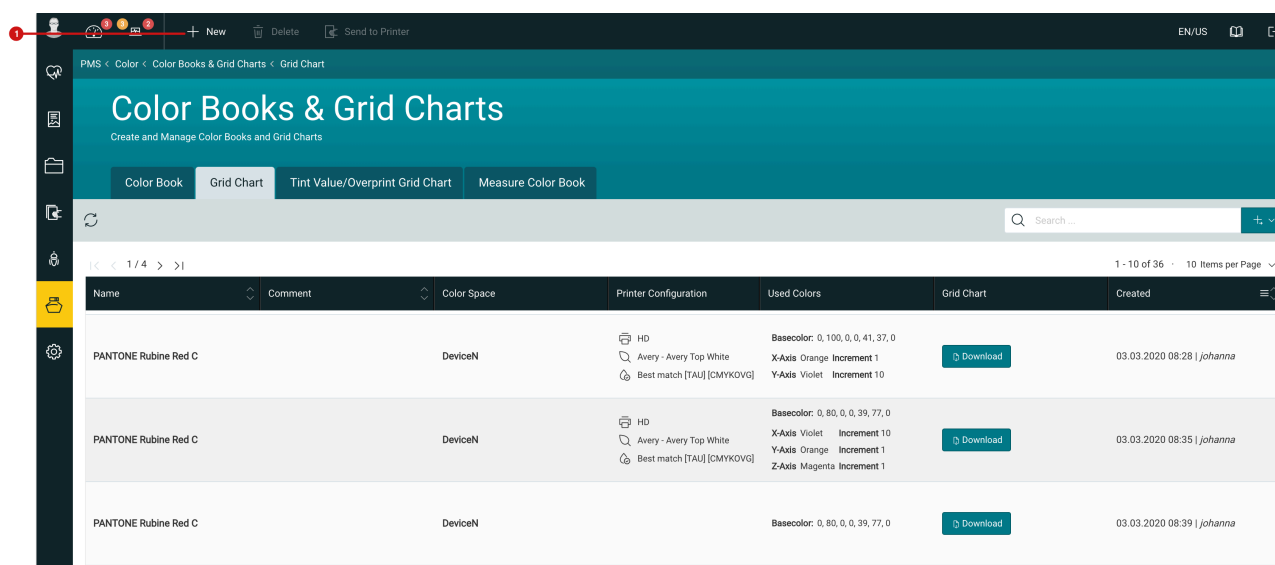 3 3 2
1
New Delete Send to Printer EN/US
PMS < Color < Color Books & Grid Charts < Grid Chart
Color Books & Grid Charts
Create and Manage Color Books and Grid Charts
Color Book Grid Chart Tint Value/Overprint Grid Chart Measure Color Book
Search ...
1 / 4 1 - 10 of 36 · 10 Items per Page
Name Comment Color Space Printer Configuration Used Colors Grid Chart Created
HD Basecolor: 0, 100, 0, 0, 41, 37, 0
PANTONE Rubine Red C DeviceN Avery - Avery Top White X-Axis Orange Increment 1 Download 03.03.2020 08:28 | johanna
Best match [TAU] [CMYKOVG] Y-Axis Violet Increment 10
Basecolor: 0, 80, 0, 0, 39, 77, 0
HD X-Axis Violet Increment 10
PANTONE Rubine Red C DeviceN Avery - Avery Top White Y-Axis Orange Increment 1 Download 03.03.2020 08:35 | johanna
Best match [TAU] [CMYKOVG] Z-Axis Magenta Increment 1
PANTONE Rubine Red C DeviceN Basecolor: 0, 80, 0, 0, 39, 77, 0 Download 03.03.2020 08:39 | johanna